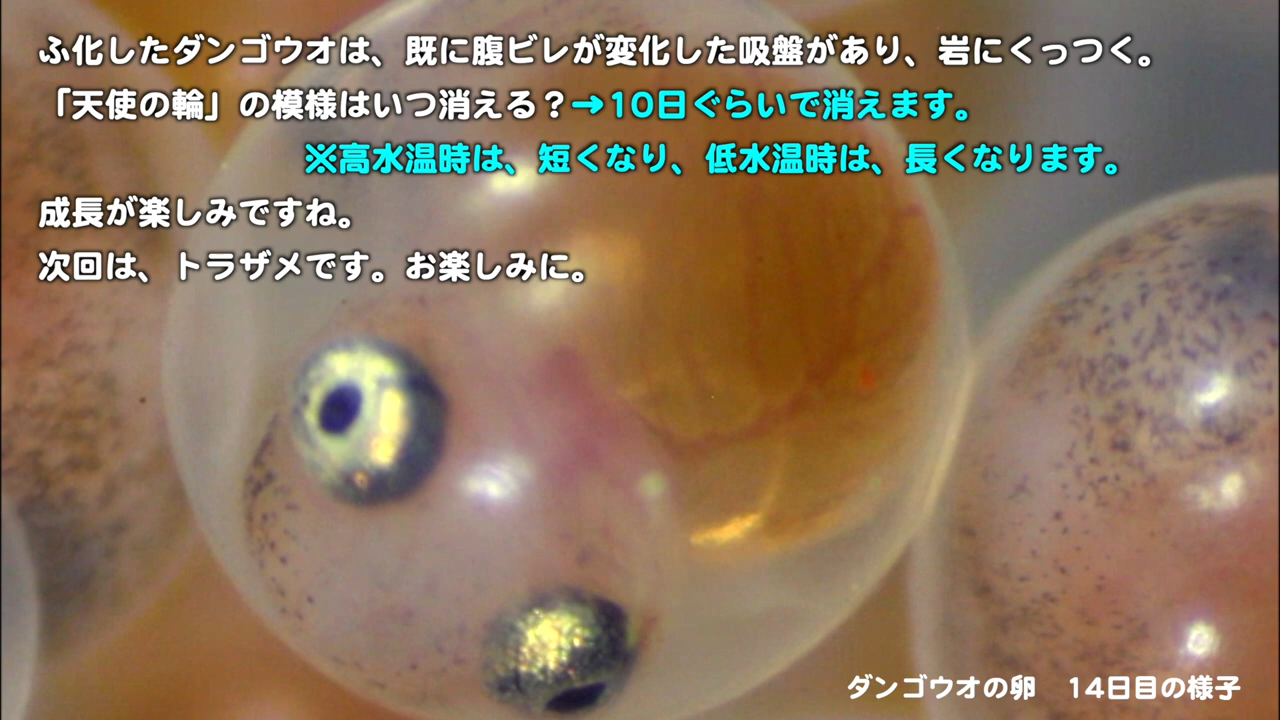 ふ化したダンゴウオは、既に腹ビレが変化した吸盤があり、岩にくっつく。
「天使の輪」の模様はいつ消える？→10日ぐらいで消えます。
※高水温時は、短くなり、低水温時は、長くなります。
成長が楽しみですね。
次回は、トラザメです。お楽しみに。
ダンゴウオの卵　14日目の様子